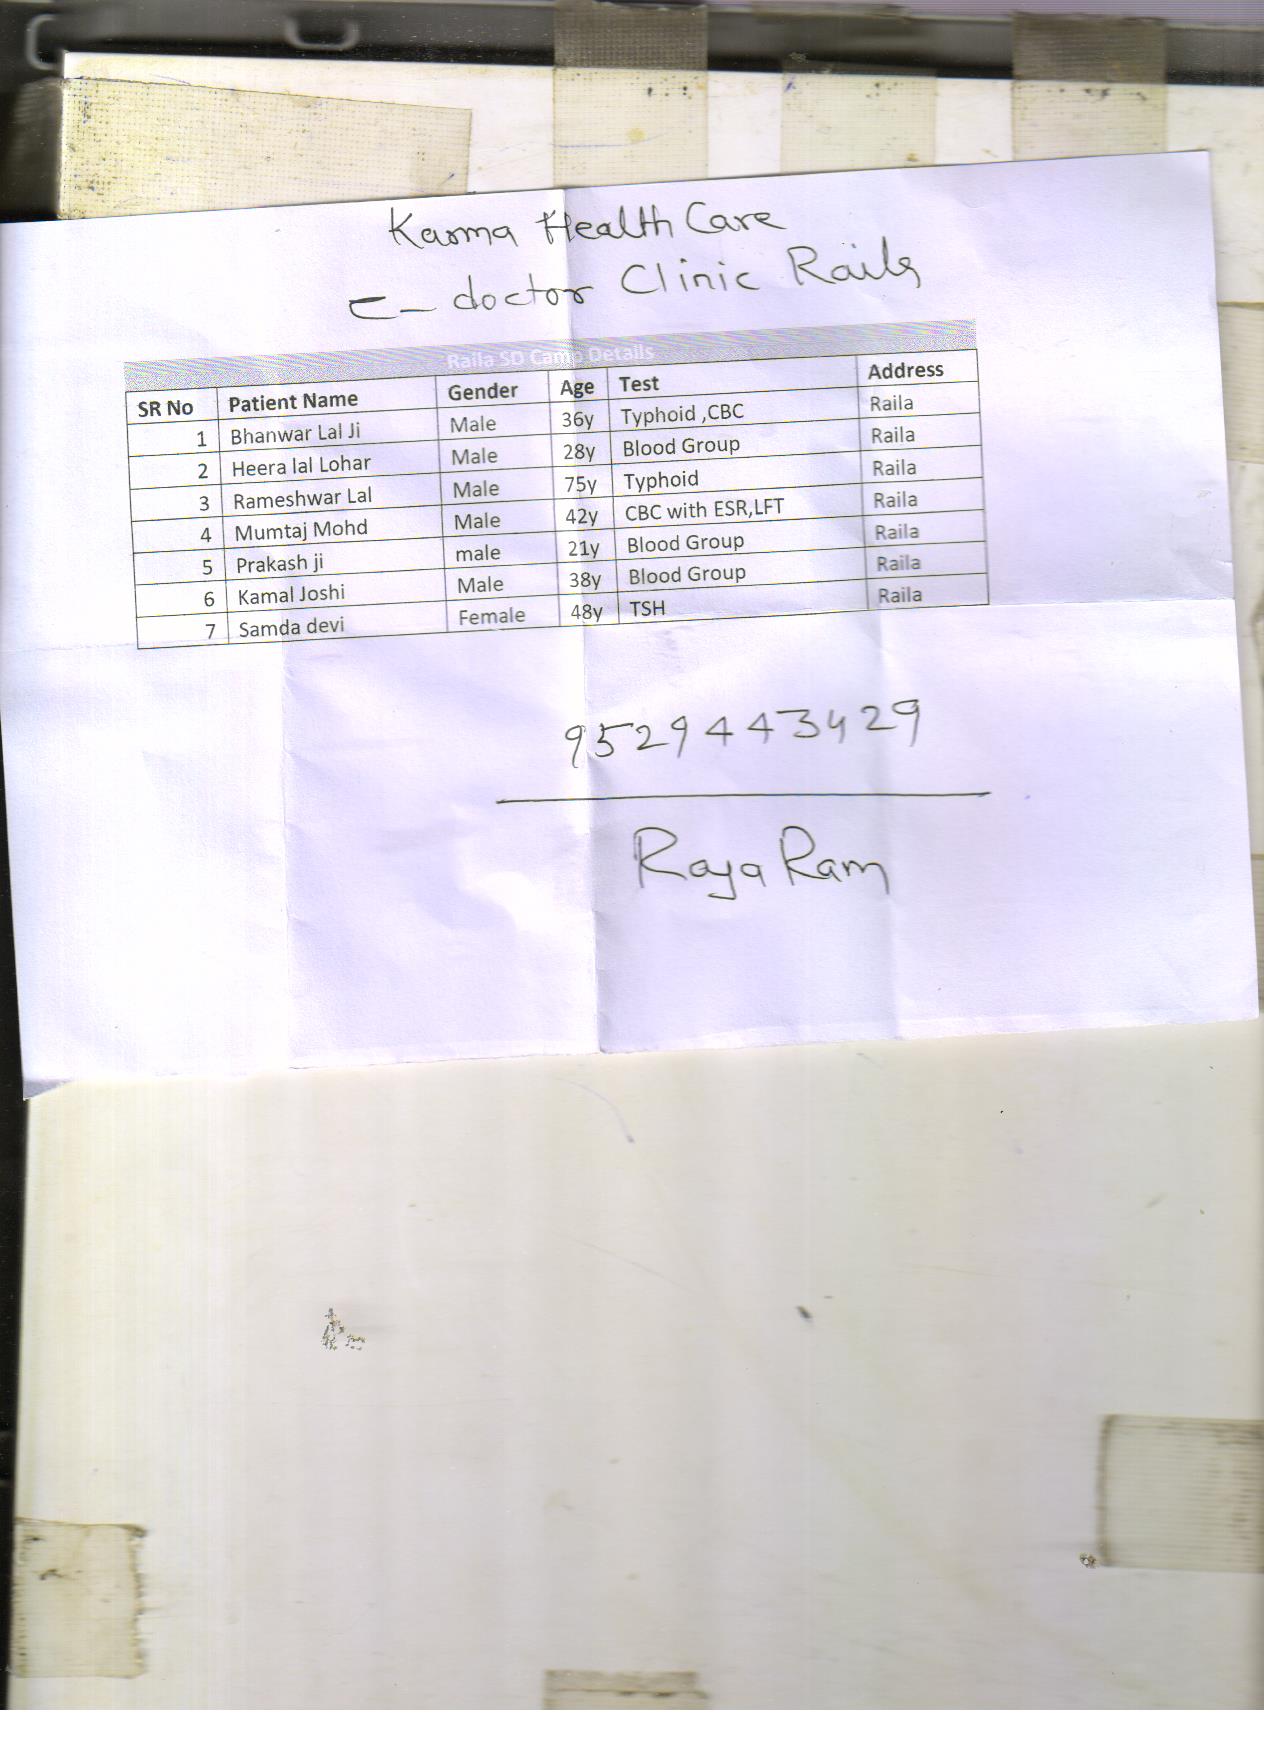 Karma Health Care
E- doctor Clinic Raila
Raila SD Camp Details
SR No Patient Name Gender Age Test Address
1 Bhanwar Lal Ji Male 36y Typhoid ,CBC Raila
2 Heera lal Lohar Male 28y Blood Group Raila
3 Rameshwar Lal Male 75y Typhoid Raila
4 Mumtaj Mohd Male 42y CBC with ESR,LFT Raila
5 Prakash ji male 21y Blood Group Raila
6 Kamal Joshi Male 38y Blood Group Raila
7 Samda devi Female 48y TSH Raila
9529443429
Raja Ram